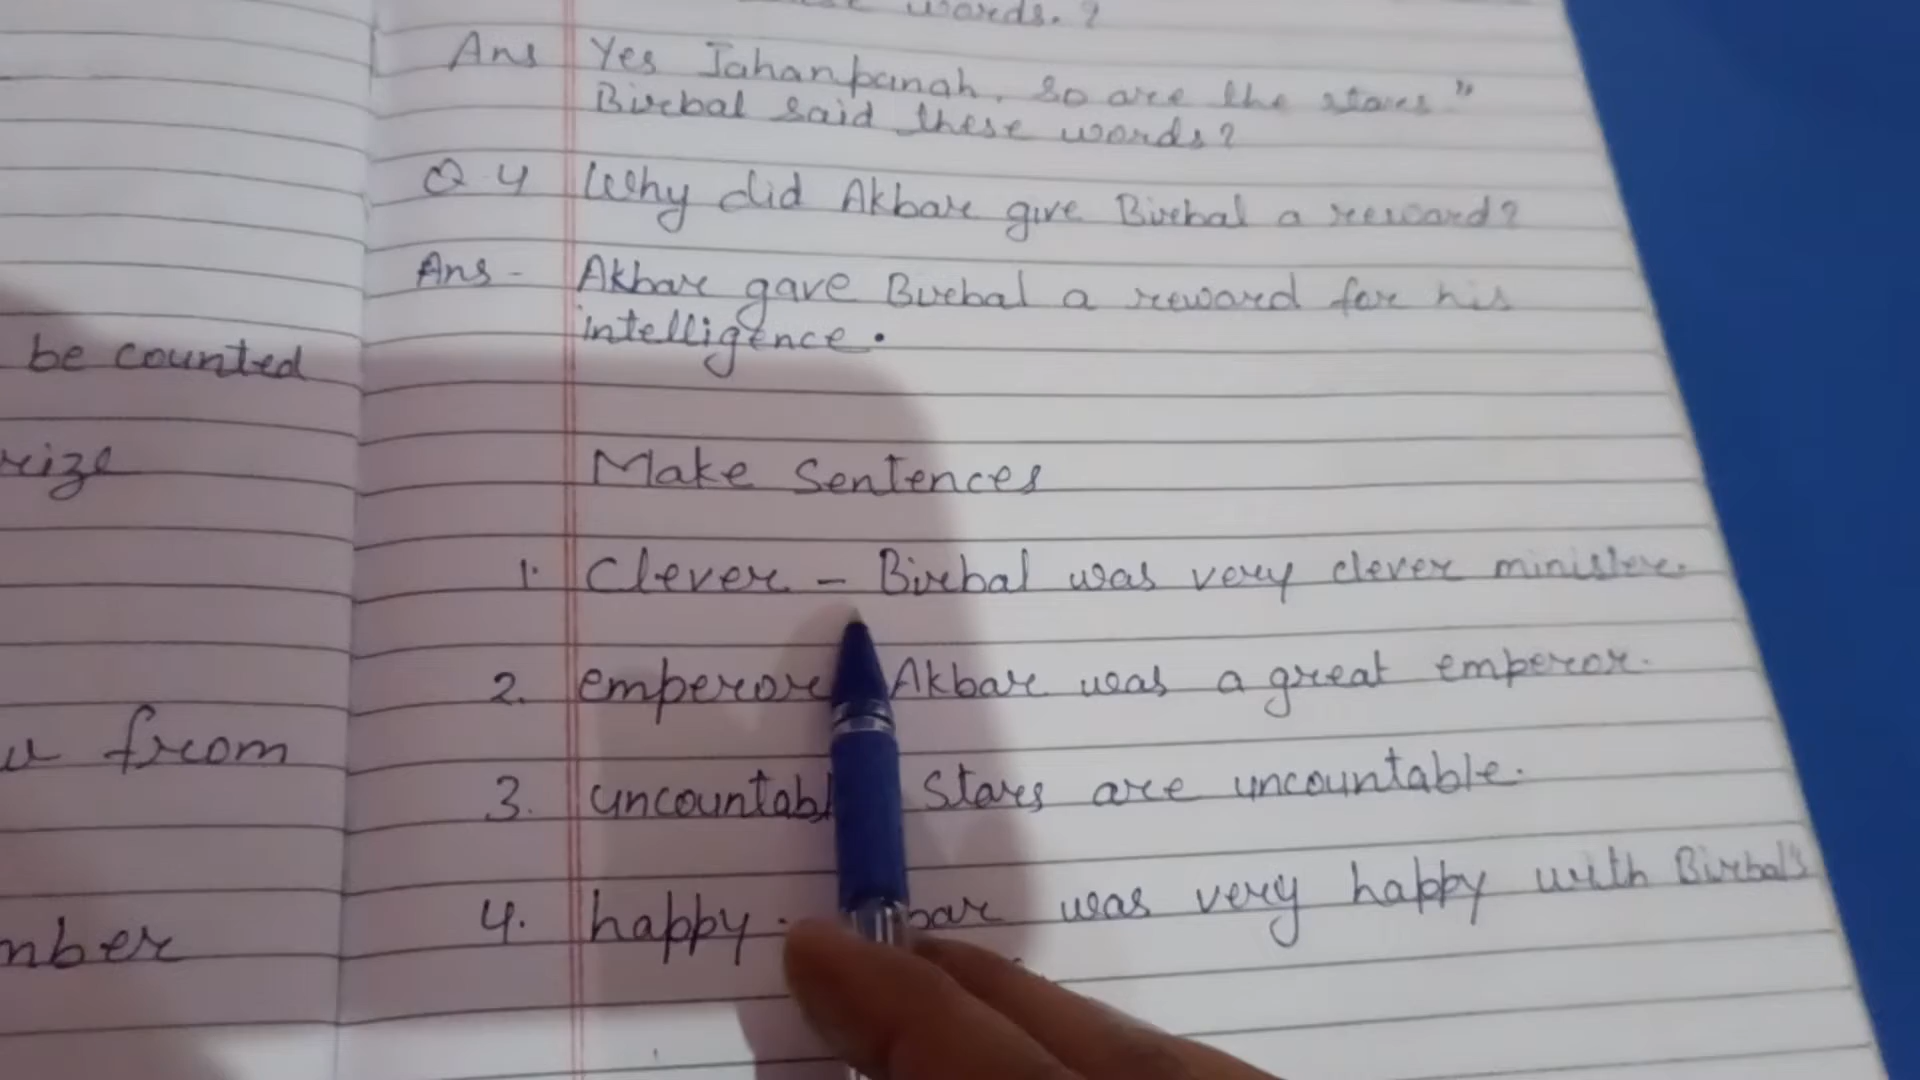 be counted
from
words. ?
Ans Yes Jahanpanah, so are the stars"
Birbal said these words?
Q 4 Why did Akbar give Birbal a reward?
Ans - Akbar gave Birbal a reward for his
intelligence.
Make Sentences
1. Clever - Birbal was very clever minister.
2. emperor Akbar was a great emperor.
3. uncountabl Stars are uncountable.
4. happy - bar was very happy with Birbal's